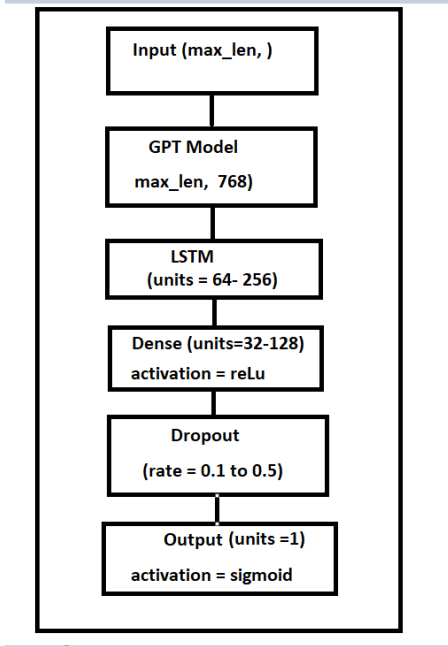 Input (max_len, )
GPT Model
max_len, 768)
LSTM
(units = 64- 256)
Dense (units=32-128)
activation = reLu
Dropout
(rate = 0.1 to 0.5)
Output (units =1)
activation = sigmoid